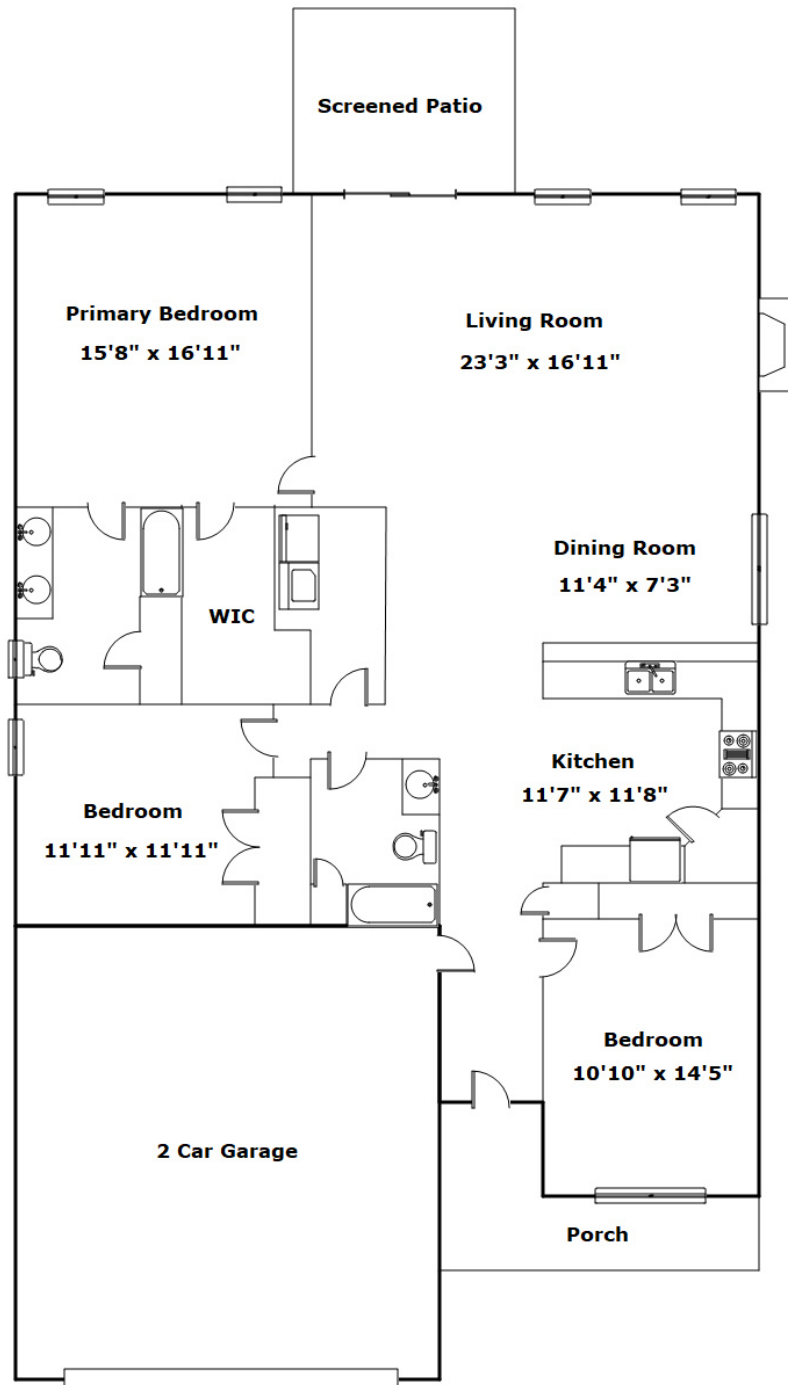 Screened Patio
Primary Bedroom
15'8" x 16'11"
Living Room
23'3" x 16'11"
Dining Room
11'4" x 7'3"
WIC
Kitchen
11'7" x 11'8"
Bedroom
11'11" x 11'11"
Bedroom
10'10" x 14'5"
2 Car Garage
Porch